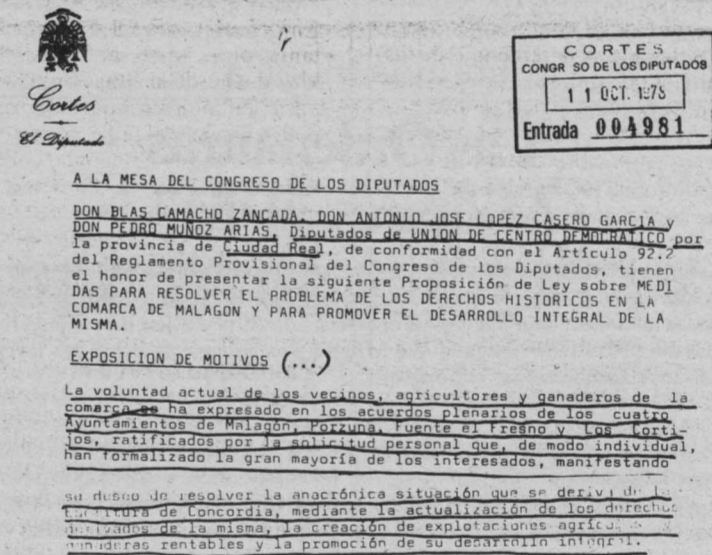 Cortes
El Diputado
CORTES
CONGR SO DE LOS DIPUTADOS
11 OCT. 1978
Entrada 004981
A LA MESA DEL CONGRESO DE LOS DIPUTADOS
DON BLAS CAMACHO ZANCADA, DON ANTONIO JOSE LOPEZ CASERO GARCIA y
DON PEDRO MUÑOZ ARIAS, Diputados de UNION DE CENTRO DEMOCRATICO por
la provincia de Ciudad Real, de conformidad con el Artículo 92.2
del Reglamento Provisional del Congreso de los Diputados, tienen
el honor de presentar la siguiente Proposición de Ley sobre MEDI
DAS PARA RESOLVER EL PROBLEMA DE LOS DERECHOS HISTORICOS EN LA
COMARCA DE MALAGON Y PARA PROMOVER EL DESARROLLO INTEGRAL DE LA
MISMA.
EXPOSICION DE MOTIVOS (...)
La voluntad actual de los vecinos, agricultores y ganaderos de la
comarca se ha expresado en los acuerdos plenarios de los cuatro
Ayuntamientos de Malagón, Porzuna, Fuente el Fresno y Los Corti-
jos, ratificados por la solicitud personal que, de modo individual,
han formalizado la gran mayoría de los interesados, manifestando
su deseo de resolver la anacrónica situación que se deriva de la
Escritura de Concordia, mediante la actualización de los derechos
derivados de la misma, la creación de explotaciones agrícolas
ganaderas rentables y la promoción de su desarrollo integral.